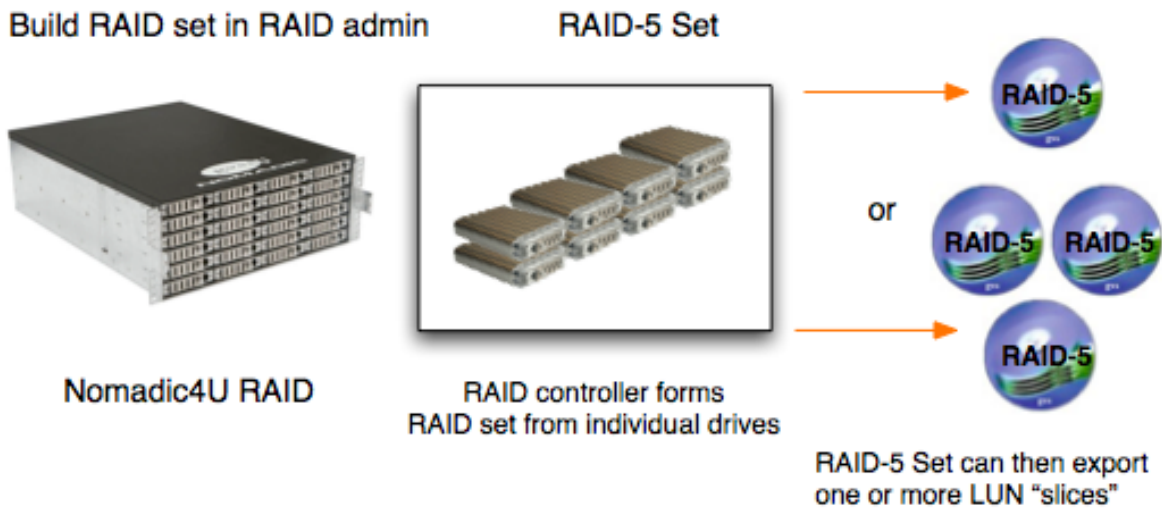 Build RAID set in RAID admin
RAID-5 Set
RAID-5
or
RAID-5
RAID-5
RAID-5
Nomadic4U RAID
RAID controller forms
RAID set from individual drives
RAID-5 Set can then export
one or more LUN “slices”